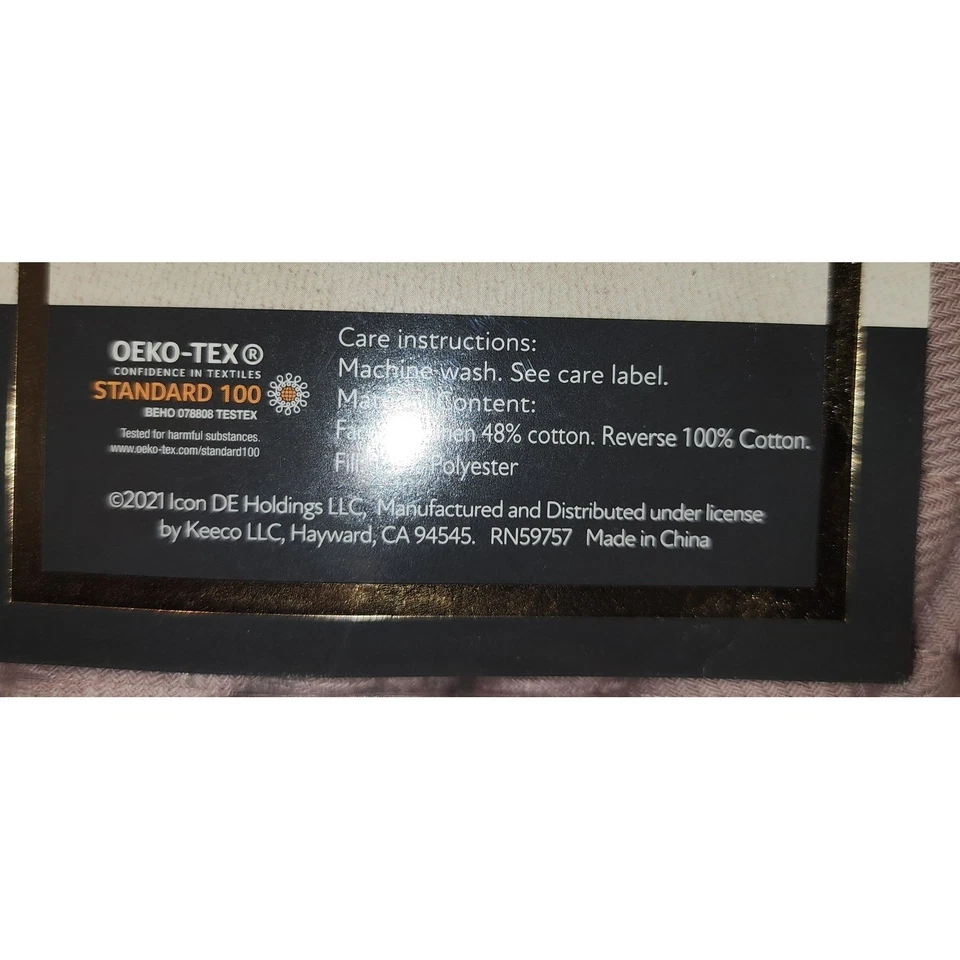 OEKO-TEX®
CONFIDENCE IN TEXTILES
STANDARD 100
BEHO 078808 TESTEX
Tested for harmful substances.
www.oeko-tex.com/standard100
Care instructions:
Machine wash. See care label.
Content:
48% cotton. Reverse 100% Cotton.
Polyester
©2021 Icon DE Holdings LLC, Manufactured and Distributed under license
by Keeco LLC, Hayward, CA 94545. RN59757 Made in China